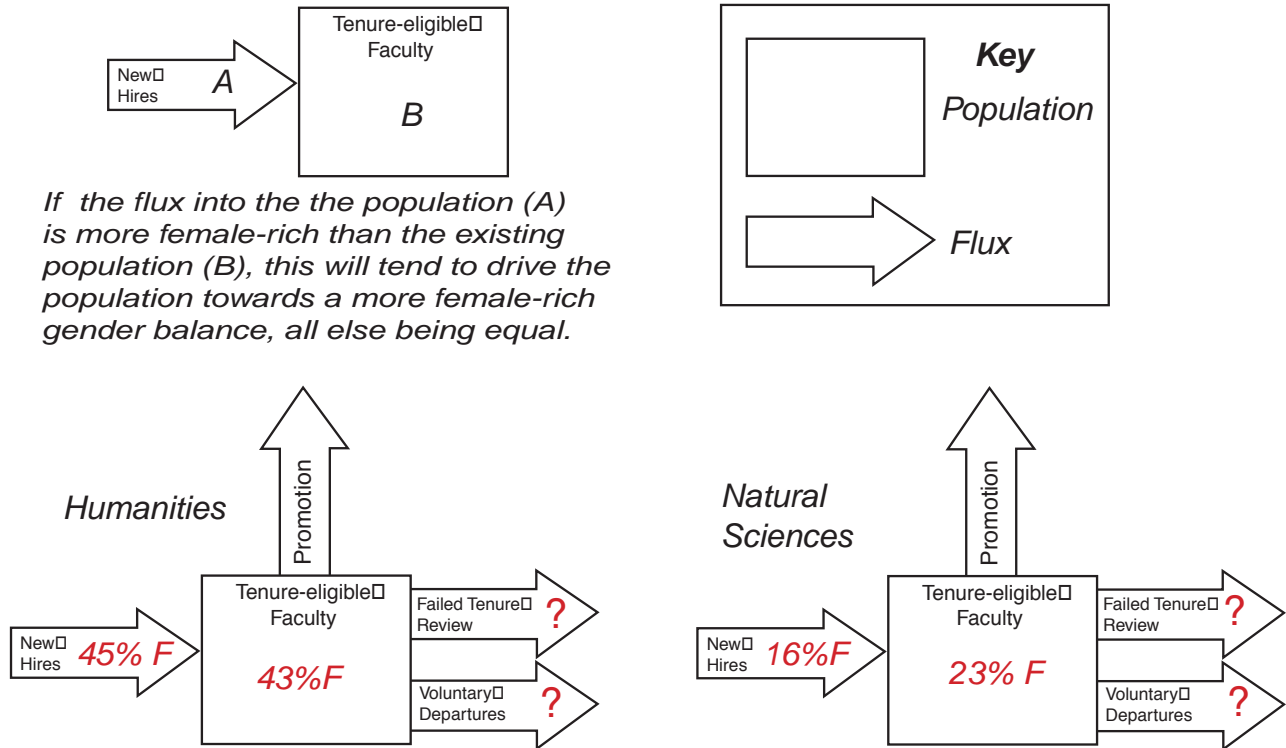 Tenure-eligible□
Faculty
New□
Hires
A
B
If the flux into the the population (A)
is more female-rich than the existing
population (B), this will tend to drive the
population towards a more female-rich
gender balance, all else being equal.
Key
Population
Flux
Humanities
Promotion
Tenure-eligible□
Faculty
New□
Hires
45% F
43%F
Failed Tenure□
Review
?
Voluntary□
Departures
?
Natural
Sciences
Promotion
Tenure-eligible□
Faculty
New□
Hires
16%F
23% F
Failed Tenure□
Review
?
Voluntary□
Departures
?